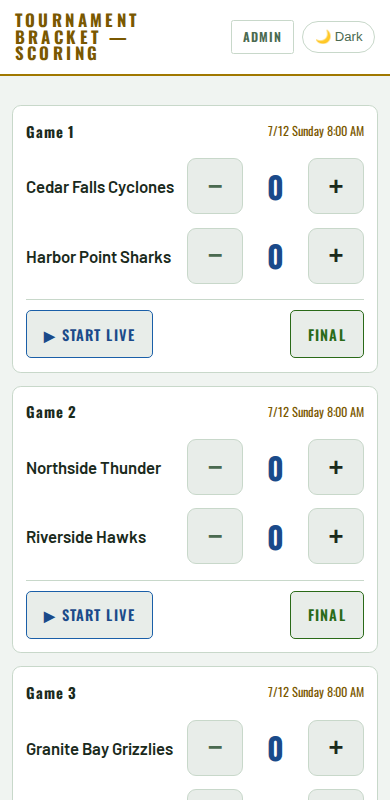 TOURNAMENT
BRACKET —
SCORING
ADMIN
🌙 Dark
Game 1
7/12 Sunday 8:00 AM
Cedar Falls Cyclones − 0 +
Harbor Point Sharks − 0 +
▶ START LIVE
FINAL
Game 2
7/12 Sunday 8:00 AM
Northside Thunder − 0 +
Riverside Hawks − 0 +
▶ START LIVE
FINAL
Game 3
7/12 Sunday 8:00 AM
Granite Bay Grizzlies − 0 +